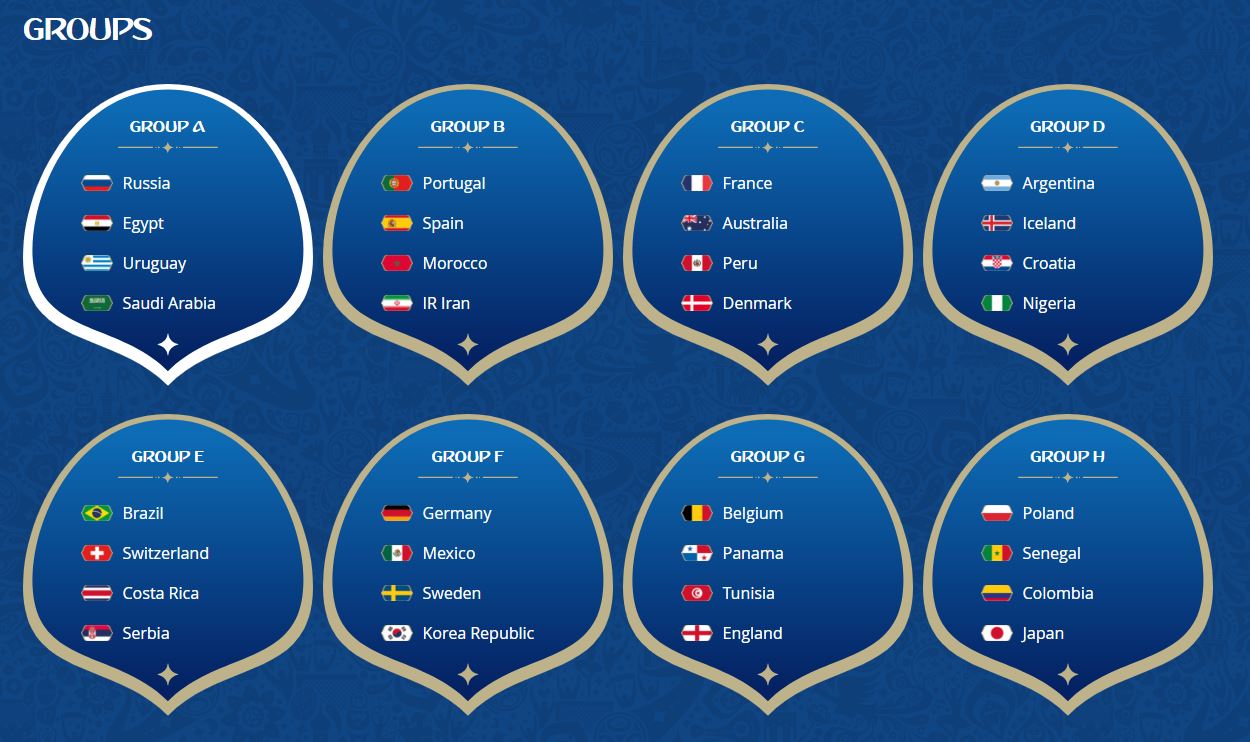 GROUPS
GROUP A
Russia
Egypt
Uruguay
Saudi Arabia
GROUP B
Portugal
Spain
Morocco
IR Iran
GROUP C
France
Australia
Peru
Denmark
GROUP D
Argentina
Iceland
Croatia
Nigeria
GROUP E
Brazil
Switzerland
Costa Rica
Serbia
GROUP F
Germany
Mexico
Sweden
Korea Republic
GROUP G
Belgium
Panama
Tunisia
England
GROUP H
Poland
Senegal
Colombia
Japan